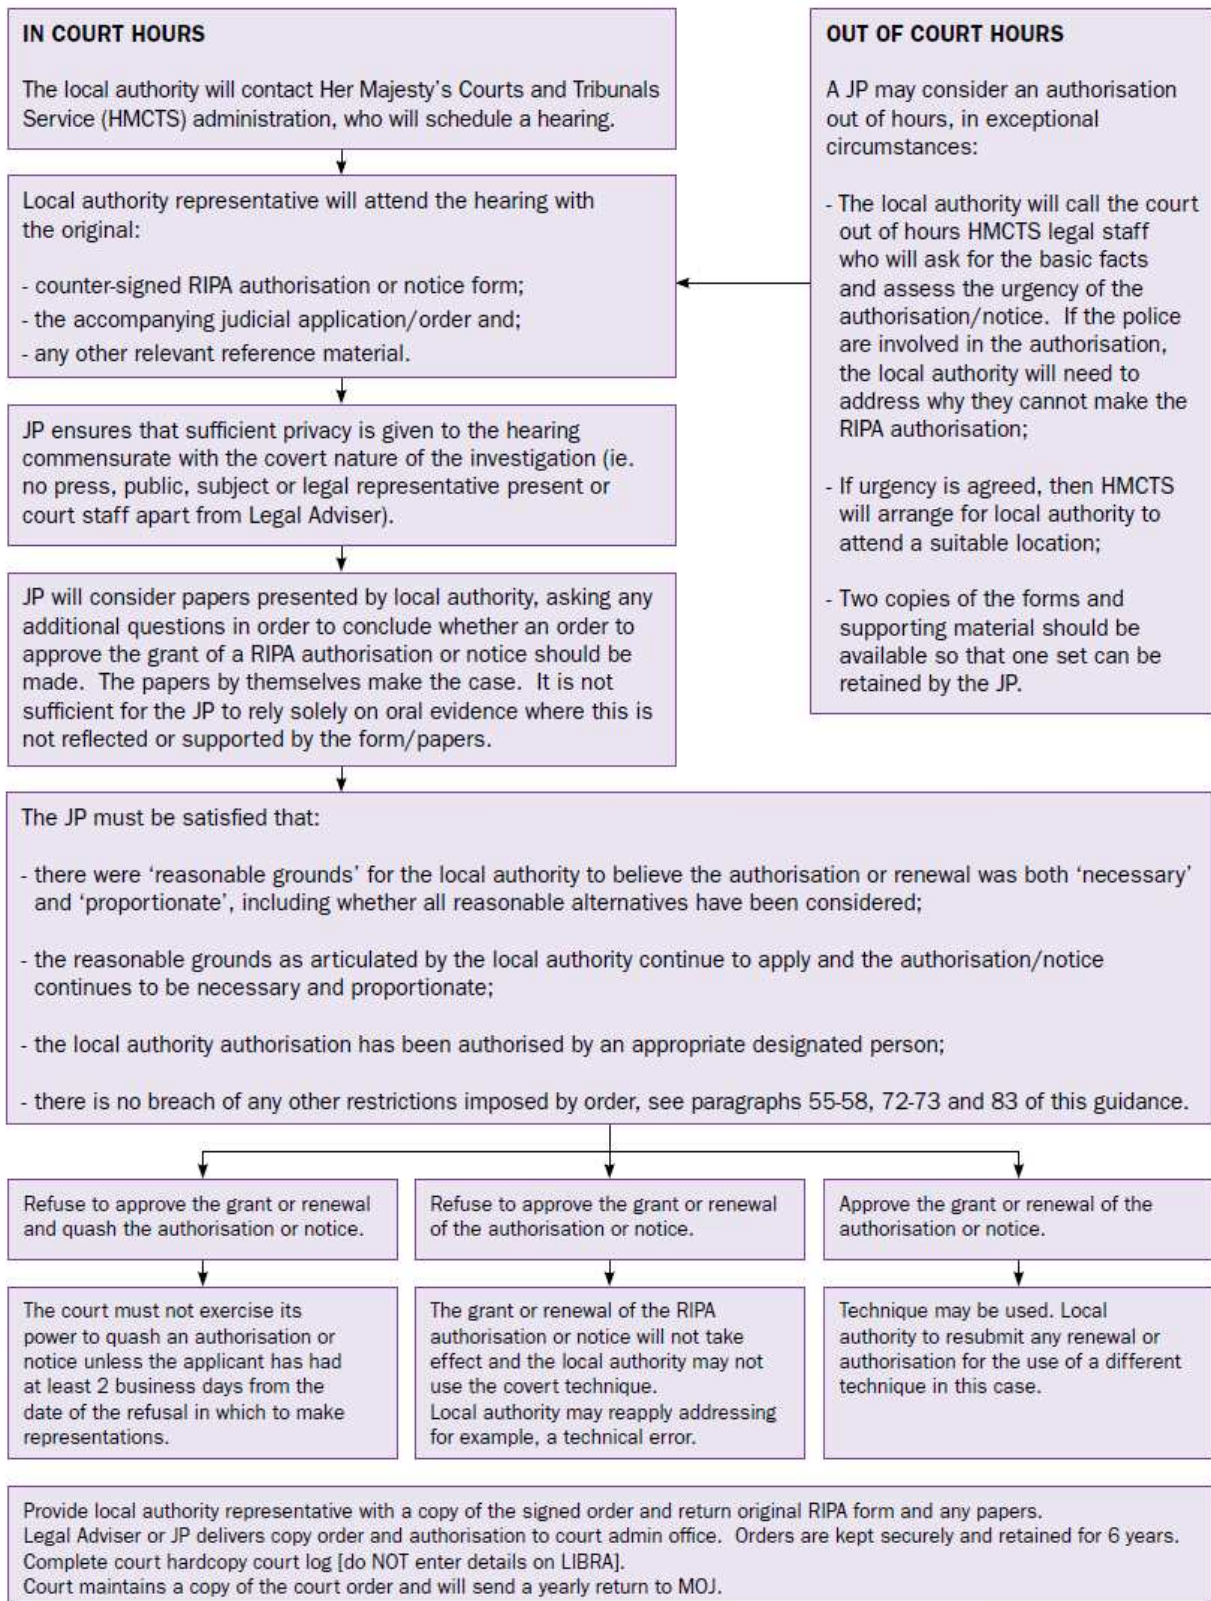 IN COURT HOURS
The local authority will contact Her Majesty's Courts and Tribunals
Service (HMCTS) administration, who will schedule a hearing.
OUT OF COURT HOURS
A JP may consider an authorisation
out of hours, in exceptional
circumstances:
- The local authority will call the court
out of hours HMCTS legal staff
who will ask for the basic facts
and assess the urgency of the
authorisation/notice.  If the police
are involved in the authorisation,
the local authority will need to
address why they cannot make the
RIPA authorisation;
- If urgency is agreed, then HMCTS
will arrange for local authority to
attend a suitable location;
- Two copies of the forms and
supporting material should be
available so that one set can be
retained by the JP.
Local authority representative will attend the hearing with
the original:
- counter-signed RIPA authorisation or notice form;
- the accompanying judicial application/order and;
- any other relevant reference material.
JP ensures that sufficient privacy is given to the hearing
commensurate with the covert nature of the investigation (ie.
no press, public, subject or legal representative present or
court staff apart from Legal Adviser).
JP will consider papers presented by local authority, asking any
additional questions in order to conclude whether an order to
approve the grant of a RIPA authorisation or notice should be
made.  The papers by themselves make the case.  It is not
sufficient for the JP to rely solely on oral evidence where this is
not reflected or supported by the form/papers.
The JP must be satisfied that:
- there were 'reasonable grounds' for the local authority to believe the authorisation or renewal was both 'necessary'
and 'proportionate', including whether all reasonable alternatives have been considered;
- the reasonable grounds as articulated by the local authority continue to apply and the authorisation/notice
continues to be necessary and proportionate;
- the local authority authorisation has been authorised by an appropriate designated person;
- there is no breach of any other restrictions imposed by order, see paragraphs 55-58, 72-73 and 83 of this guidance.
Refuse to approve the grant or renewal
and quash the authorisation or notice.
Refuse to approve the grant or renewal
of the authorisation or notice.
Approve the grant or renewal of the
authorisation or notice.
The court must not exercise its
power to quash an authorisation or
notice unless the applicant has had
at least 2 business days from the
date of the refusal in which to make
representations.
The grant or renewal of the RIPA
authorisation or notice will not take
effect and the local authority may not
use the covert technique.
Local authority may reapply addressing
for example, a technical error.
Technique may be used. Local
authority to resubmit any renewal or
authorisation for the use of a different
technique in this case.
Provide local authority representative with a copy of the signed order and return original RIPA form and any papers.
Legal Adviser or JP delivers copy order and authorisation to court admin office.  Orders are kept securely and retained for 6 years.
Complete court hardcopy court log [do NOT enter details on LIBRA].
Court maintains a copy of the court order and will send a yearly return to MOJ.